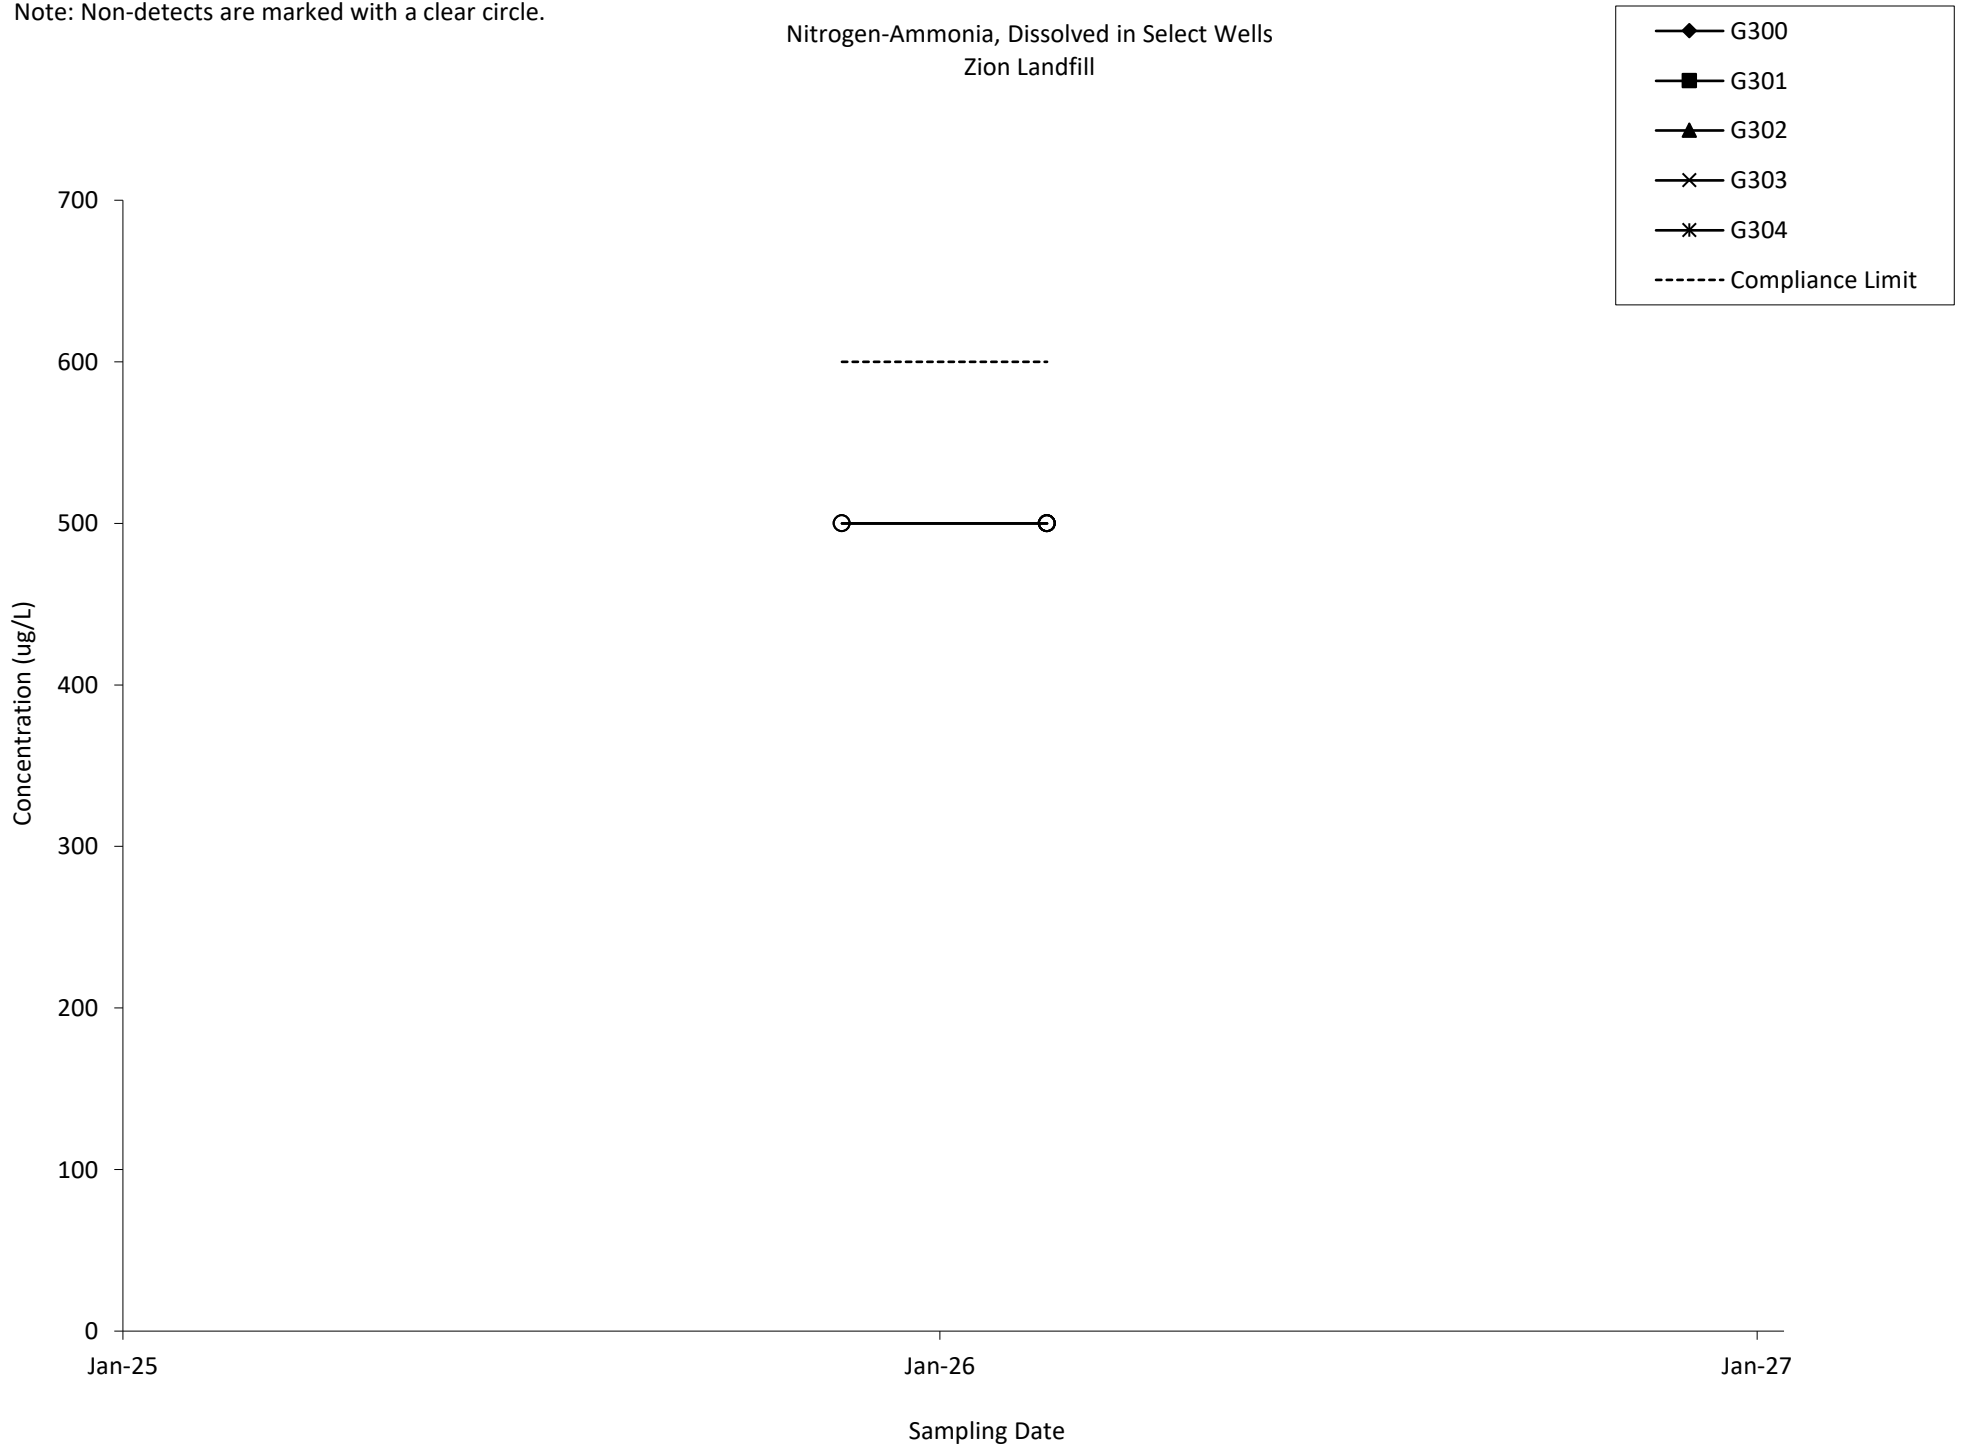 Note: Non-detects are marked with a clear circle.
Nitrogen-Ammonia, Dissolved in Select Wells
Zion Landfill
G300
G301
G302
G303
G304
Compliance Limit
700
600
500
400
300
200
100
0
Concentration (ug/L)
Jan-25
Jan-26
Jan-27
Sampling Date